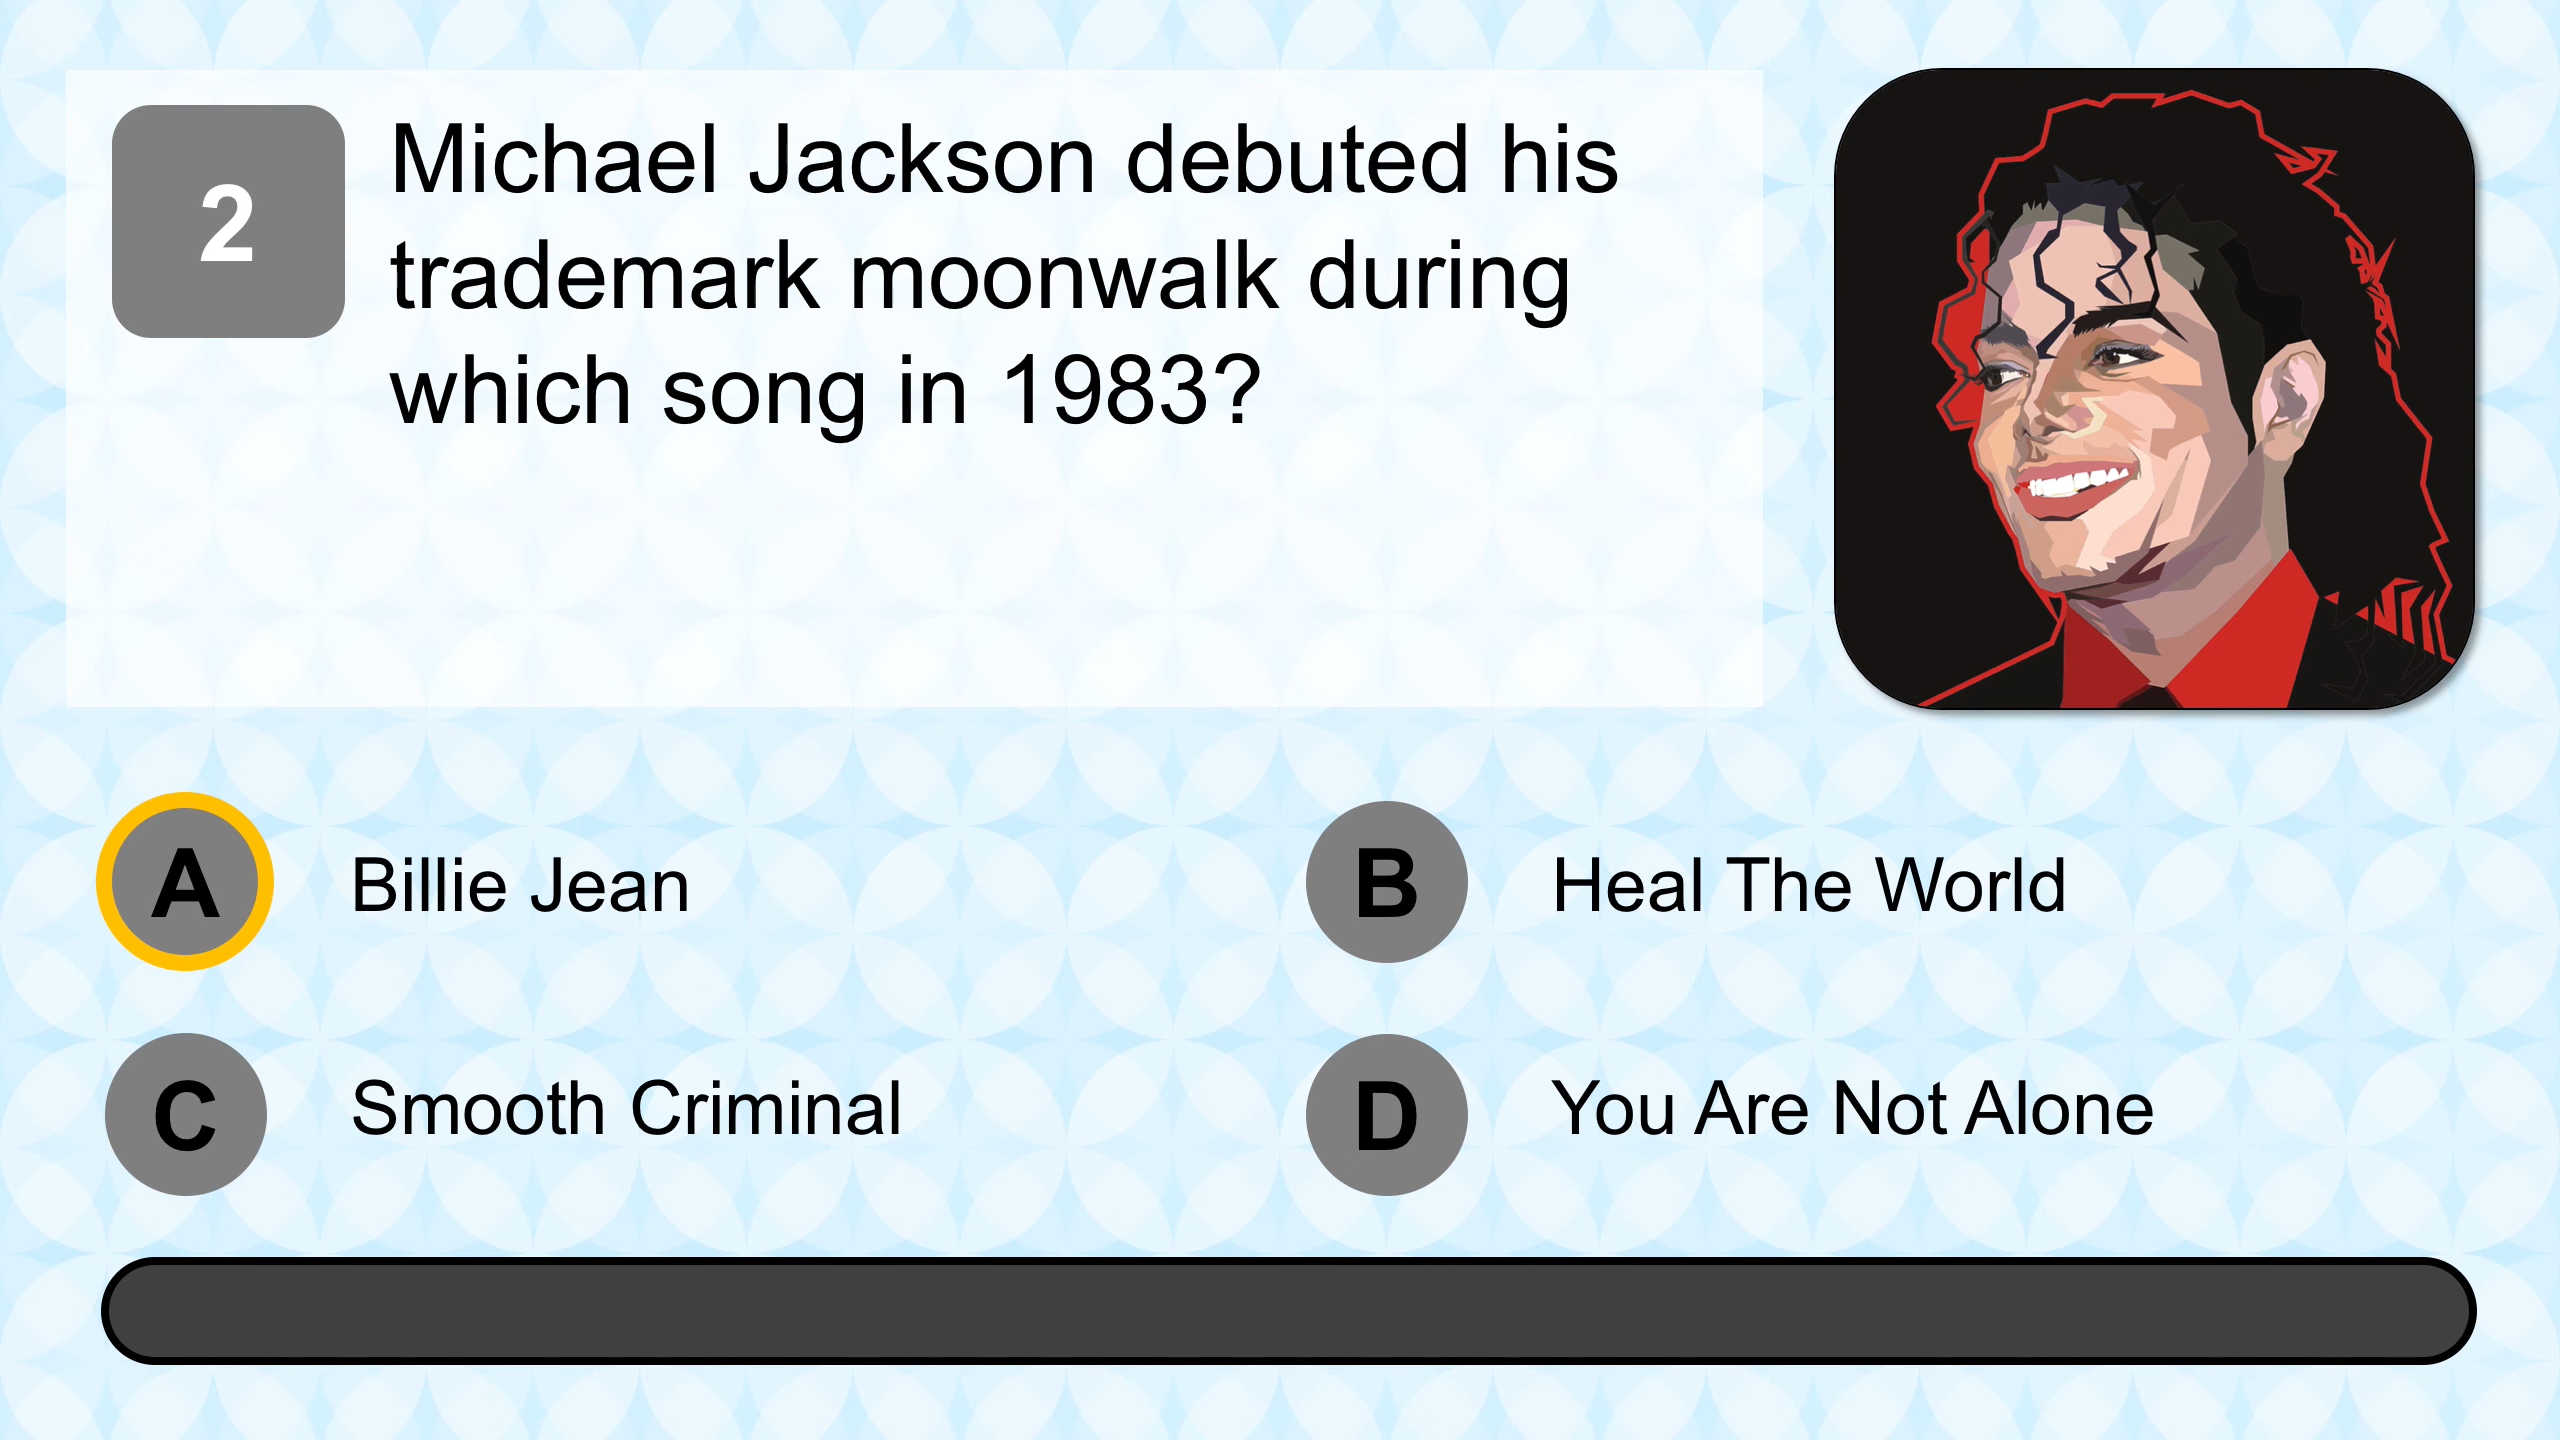 2
Michael Jackson debuted his
trademark moonwalk during
which song in 1983?
A
Billie Jean
B
Heal The World
C
Smooth Criminal
D
You Are Not Alone